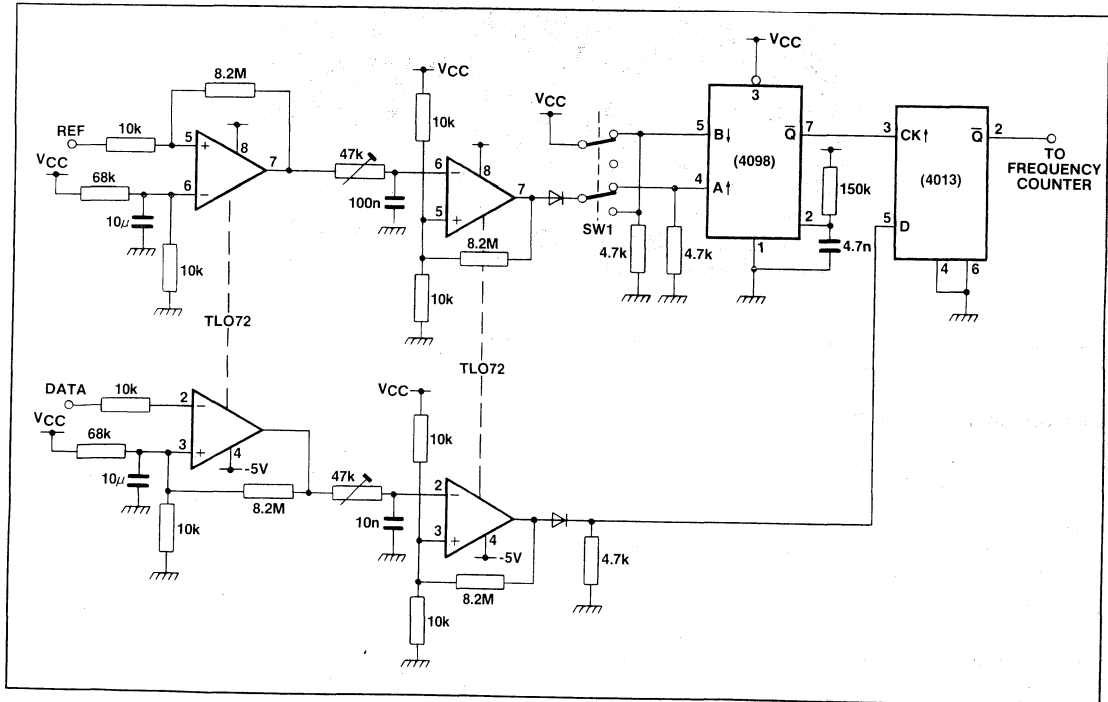 8.2M
REF
10k
5
+
8
7
VCC
68k
6
-
10µ
10k
47k
100n
VCC
10k
6
-
8
7
5
+
8.2M
10k
TLO72
VCC
SW1
4.7k
4.7k
VCC
3
5
B↓
Q̅
7
(4098)
4
A↑
2
1
150k
4.7n
3
CK↑
Q̅
2
(4013)
5
D
4
6
TO
FREQUENCY
COUNTER
TLO72
DATA
10k
2
-
VCC
68k
3
+
4
-5V
10µ
8.2M
10k
47k
10n
VCC
10k
2
-
3
+
4
-5V
8.2M
10k
4.7k